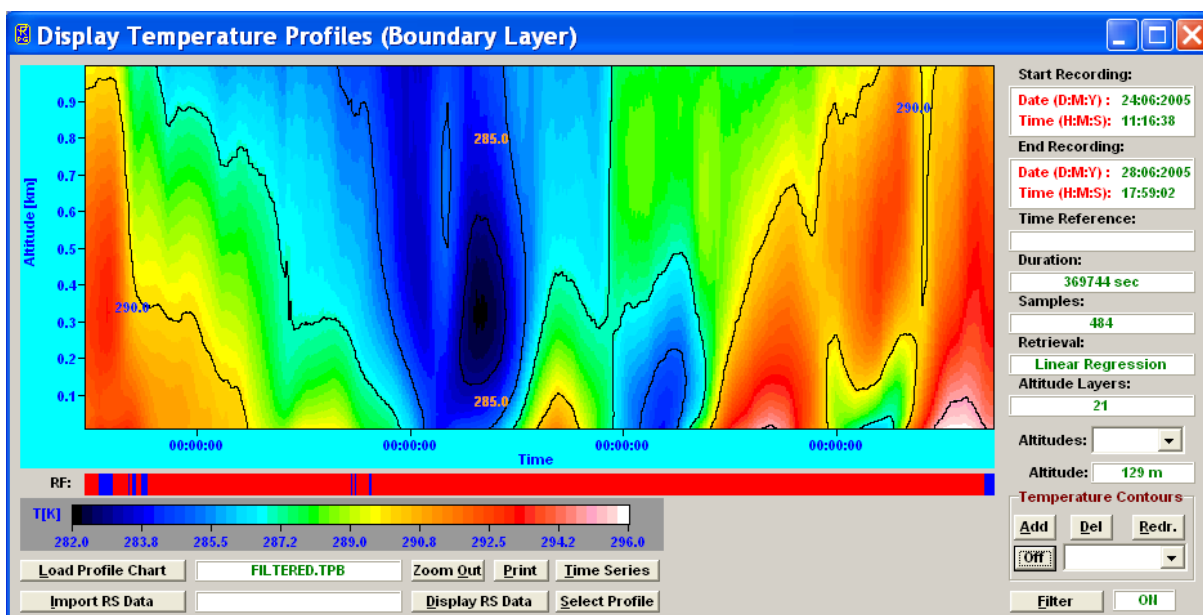 Display Temperature Profiles (Boundary Layer)
0.9
0.8
0.7
0.6
0.5
0.4
0.3
0.2
0.1
Altitude [km]
290.0
285.0
285.0
290.0
00:00:00 00:00:00 00:00:00 00:00:00
Time
RF:
T[K]
282.0 283.8 285.5 287.2 289.0 290.8 292.5 294.2 296.0
Load Profile Chart FILTERED.TPB Zoom Out Print Time Series
Import RS Data Display RS Data Select Profile
Start Recording:
Date (D:M:Y) : 24:06:2005
Time (H:M:S) : 11:16:38
End Recording:
Date (D:M:Y) : 28:06:2005
Time (H:M:S) : 17:59:02
Time Reference:
Duration:
369744 sec
Samples:
484
Retrieval:
Linear Regression
Altitude Layers:
21
Altitudes:
Altitude: 129 m
Temperature Contours
Add Del Redr.
Off
Filter ON